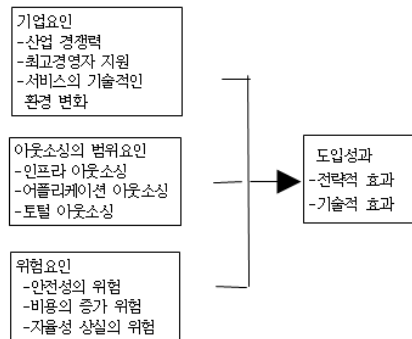 기업요인
-산업 경쟁력
-최고경영자 지원
-서비스의 기술적인
환경 변화
아웃소싱의 범위요인
-인프라 아웃소싱
-어플리케이션 아웃소싱
-토털 아웃소싱
위험요인
-안전성의 위험
-비용의 증가 위험
-자율성 상실의 위험
도입성과
-전략적 효과
-기술적 효과